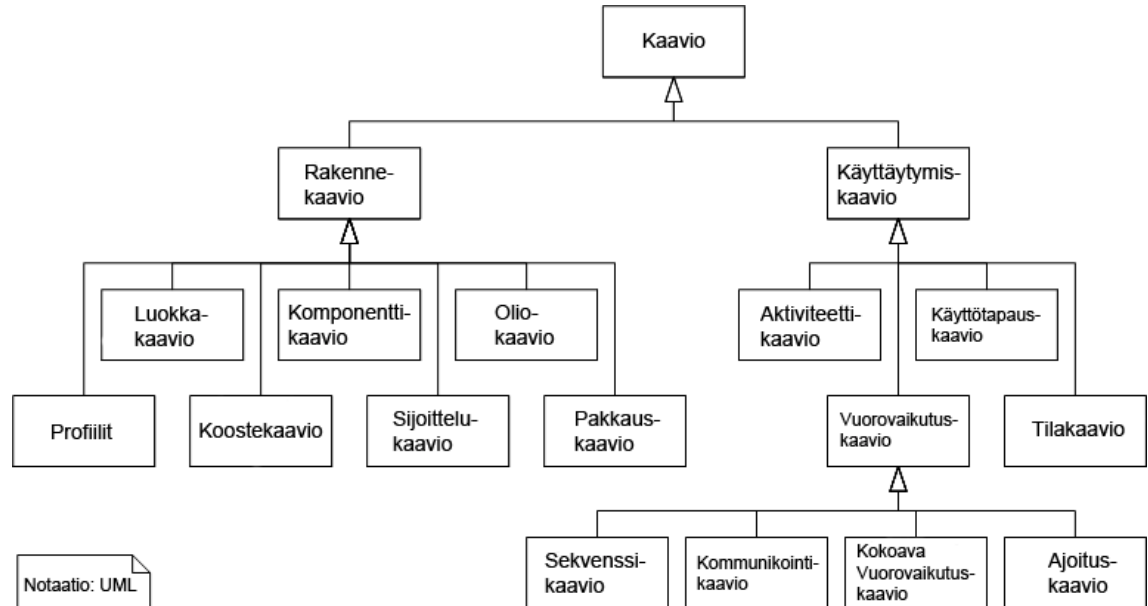 Kaavio
Rakenne-
kaavio
Käyttäytymis-
kaavio
Luokka-
kaavio
Komponentti-
kaavio
Olio-
kaavio
Aktiviteetti-
kaavio
Käyttötapaus-
kaavio
Profiilit
Koostekaavio
Sijoittelu-
kaavio
Pakkaus-
kaavio
Vuorovaikutus-
kaavio
Tilakaavio
Sekvenssi-
kaavio
Kommunikointi-
kaavio
Kokoava
Vuorovaikutus-
kaavio
Ajoitus-
kaavio
Notaatio: UML